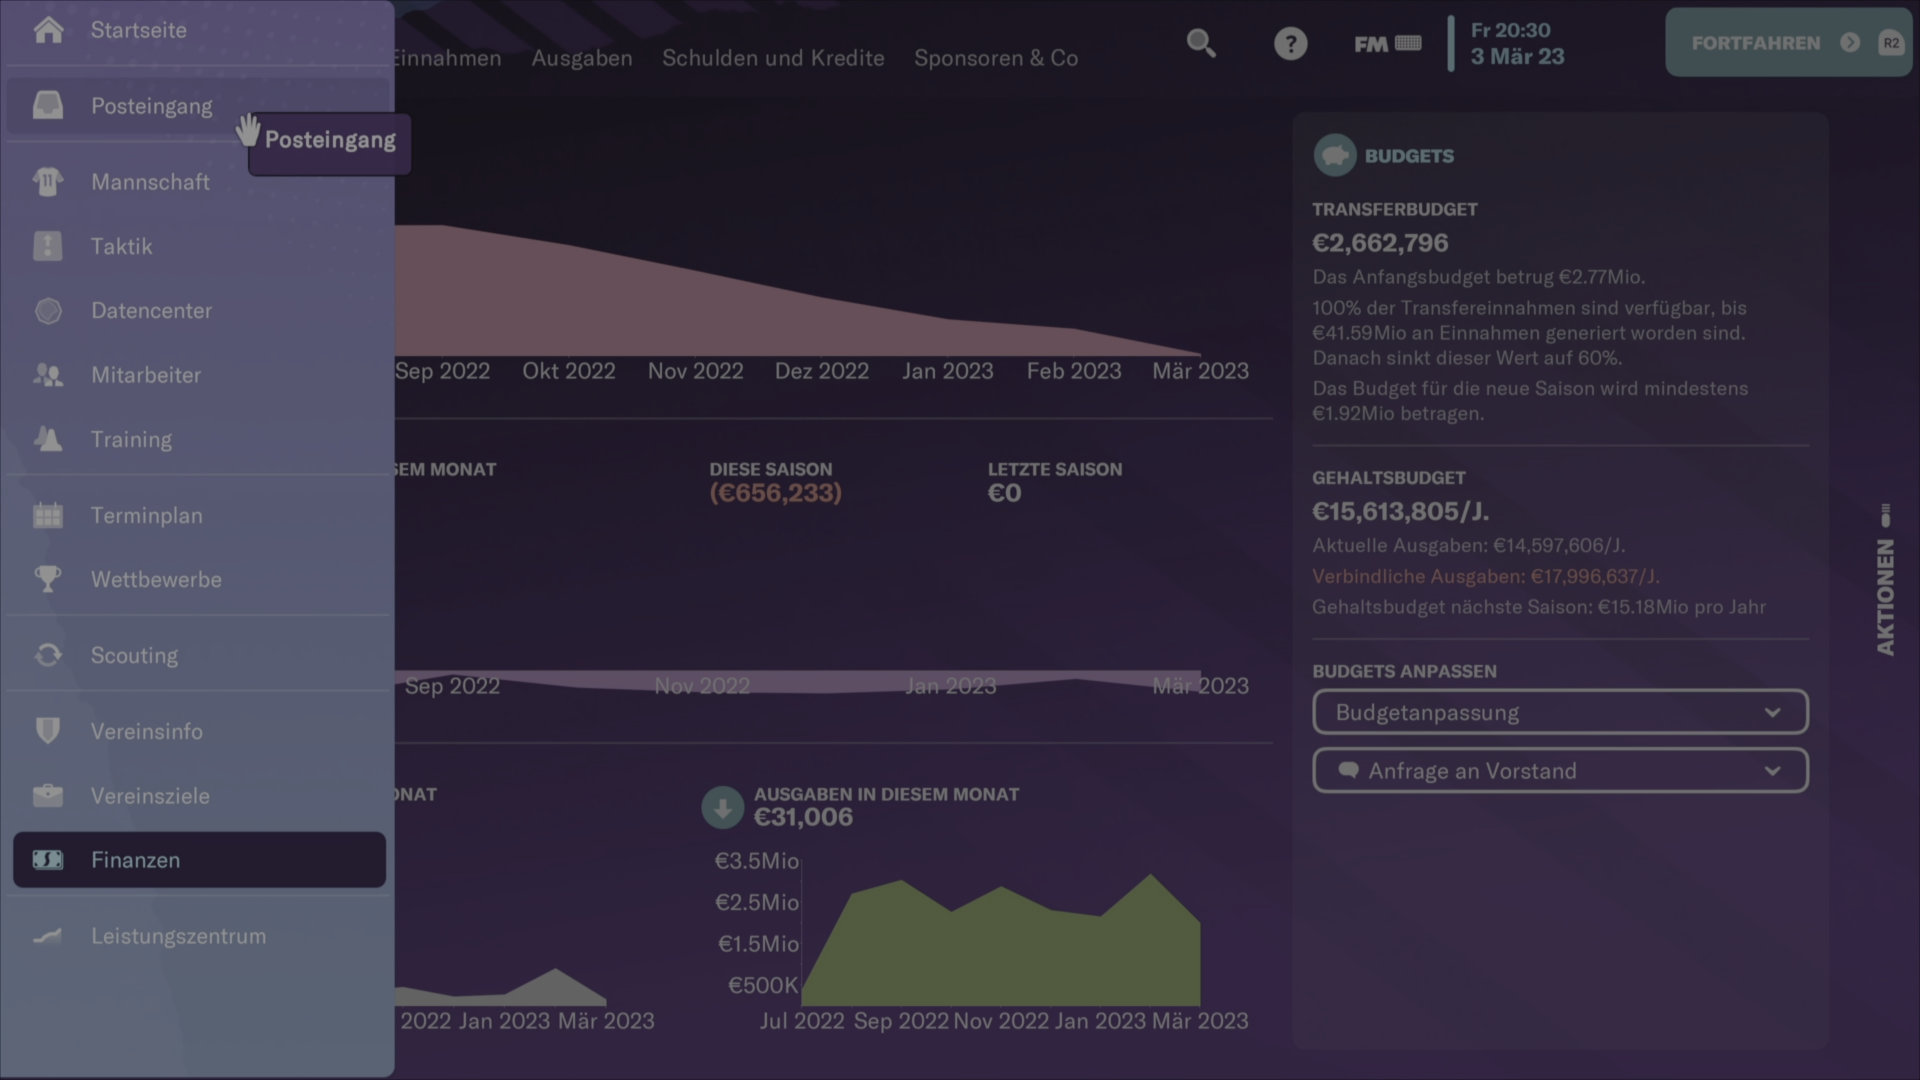 Startseite
Posteingang
Posteingang
Mannschaft
Taktik
Datencenter
Mitarbeiter
Training
Terminplan
Wettbewerbe
Scouting
Vereinsinfo
Vereinsziele
Finanzen
Leistungszentrum
Einnahmen Ausgaben Schulden und Kredite Sponsoren & Co
?
FM
Fr 20:30
3 Mär 23
FORTFAHREN R2
Sep 2022 Okt 2022 Nov 2022 Dez 2022 Jan 2023 Feb 2023 Mär 2023
SEM MONAT
DIESE SAISON
(€656,233)
LETZTE SAISON
€0
Sep 2022 Nov 2022 Jan 2023 Mär 2023
ONAT
2022 Jan 2023 Mär 2023
AUSGABEN IN DIESEM MONAT
€31,006
€3.5Mio
€2.5Mio
€1.5Mio
€500K
Jul 2022 Sep 2022 Nov 2022 Jan 2023 Mär 2023
BUDGETS
TRANSFERBUDGET
€2,662,796
Das Anfangsbudget betrug €2.77Mio.
100% der Transfereinnahmen sind verfügbar, bis
€41.59Mio an Einnahmen generiert worden sind.
Danach sinkt dieser Wert auf 60%.
Das Budget für die neue Saison wird mindestens
€1.92Mio betragen.
GEHALTSBUDGET
€15,613,805/J.
Aktuelle Ausgaben: €14,597,606/J.
Verbindliche Ausgaben: €17,996,637/J.
Gehaltsbudget nächste Saison: €15.18Mio pro Jahr
BUDGETS ANPASSEN
Budgetanpassung
Anfrage an Vorstand
AKTIONEN